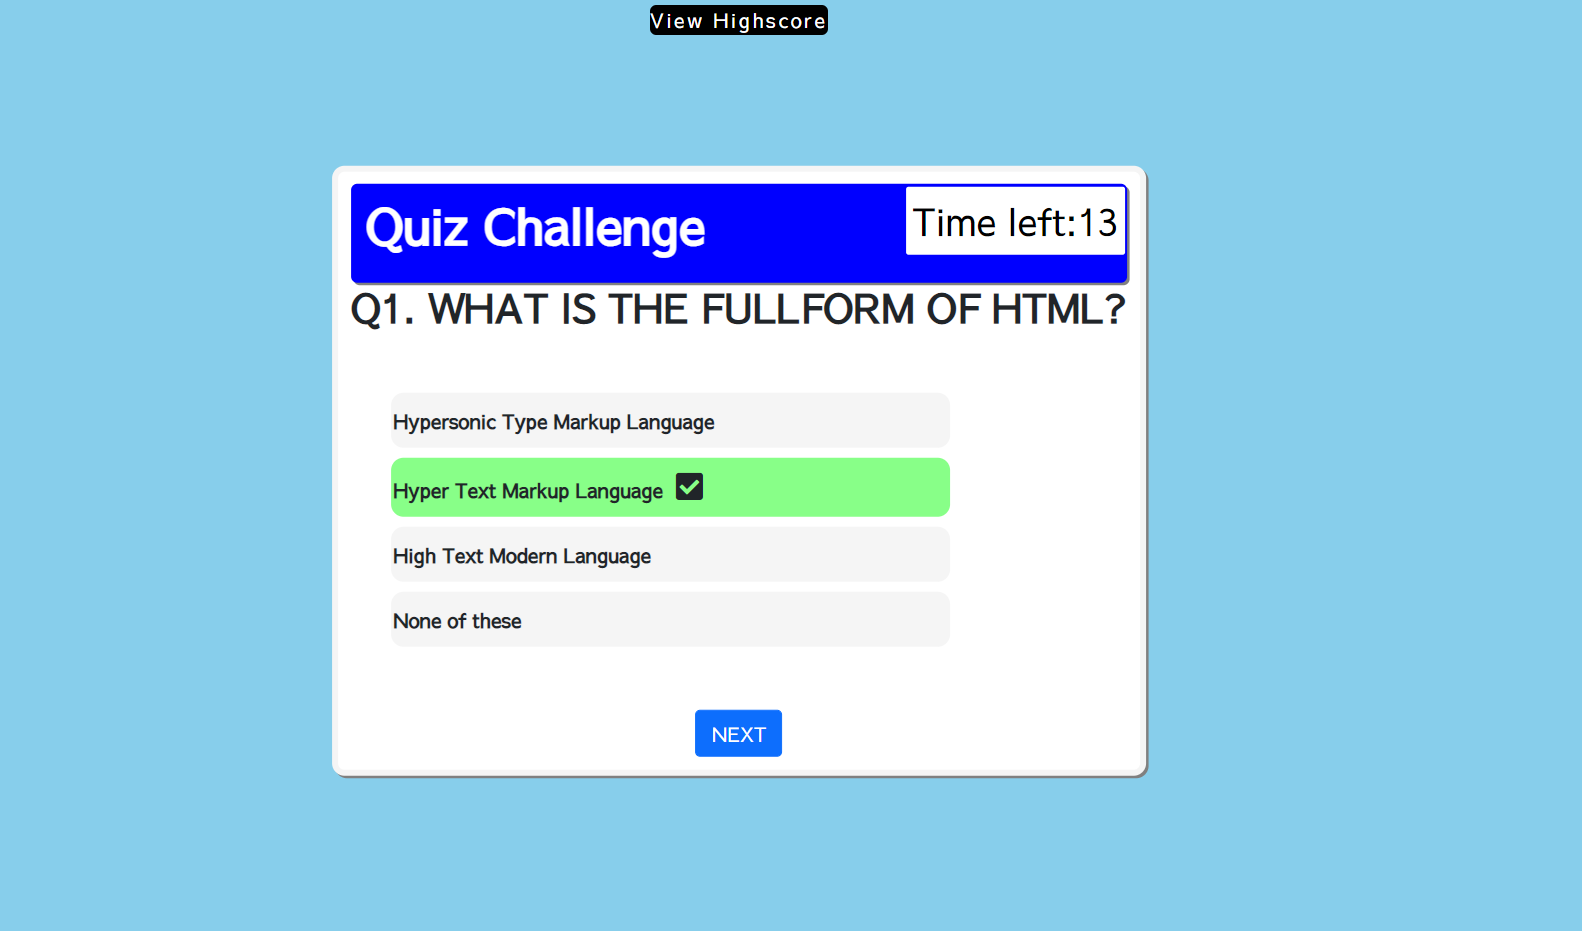 View Highscore
Quiz Challenge
Time left:13
Q1. WHAT IS THE FULLFORM OF HTML?
Hypersonic Type Markup Language
Hyper Text Markup Language
High Text Modern Language
None of these
NEXT